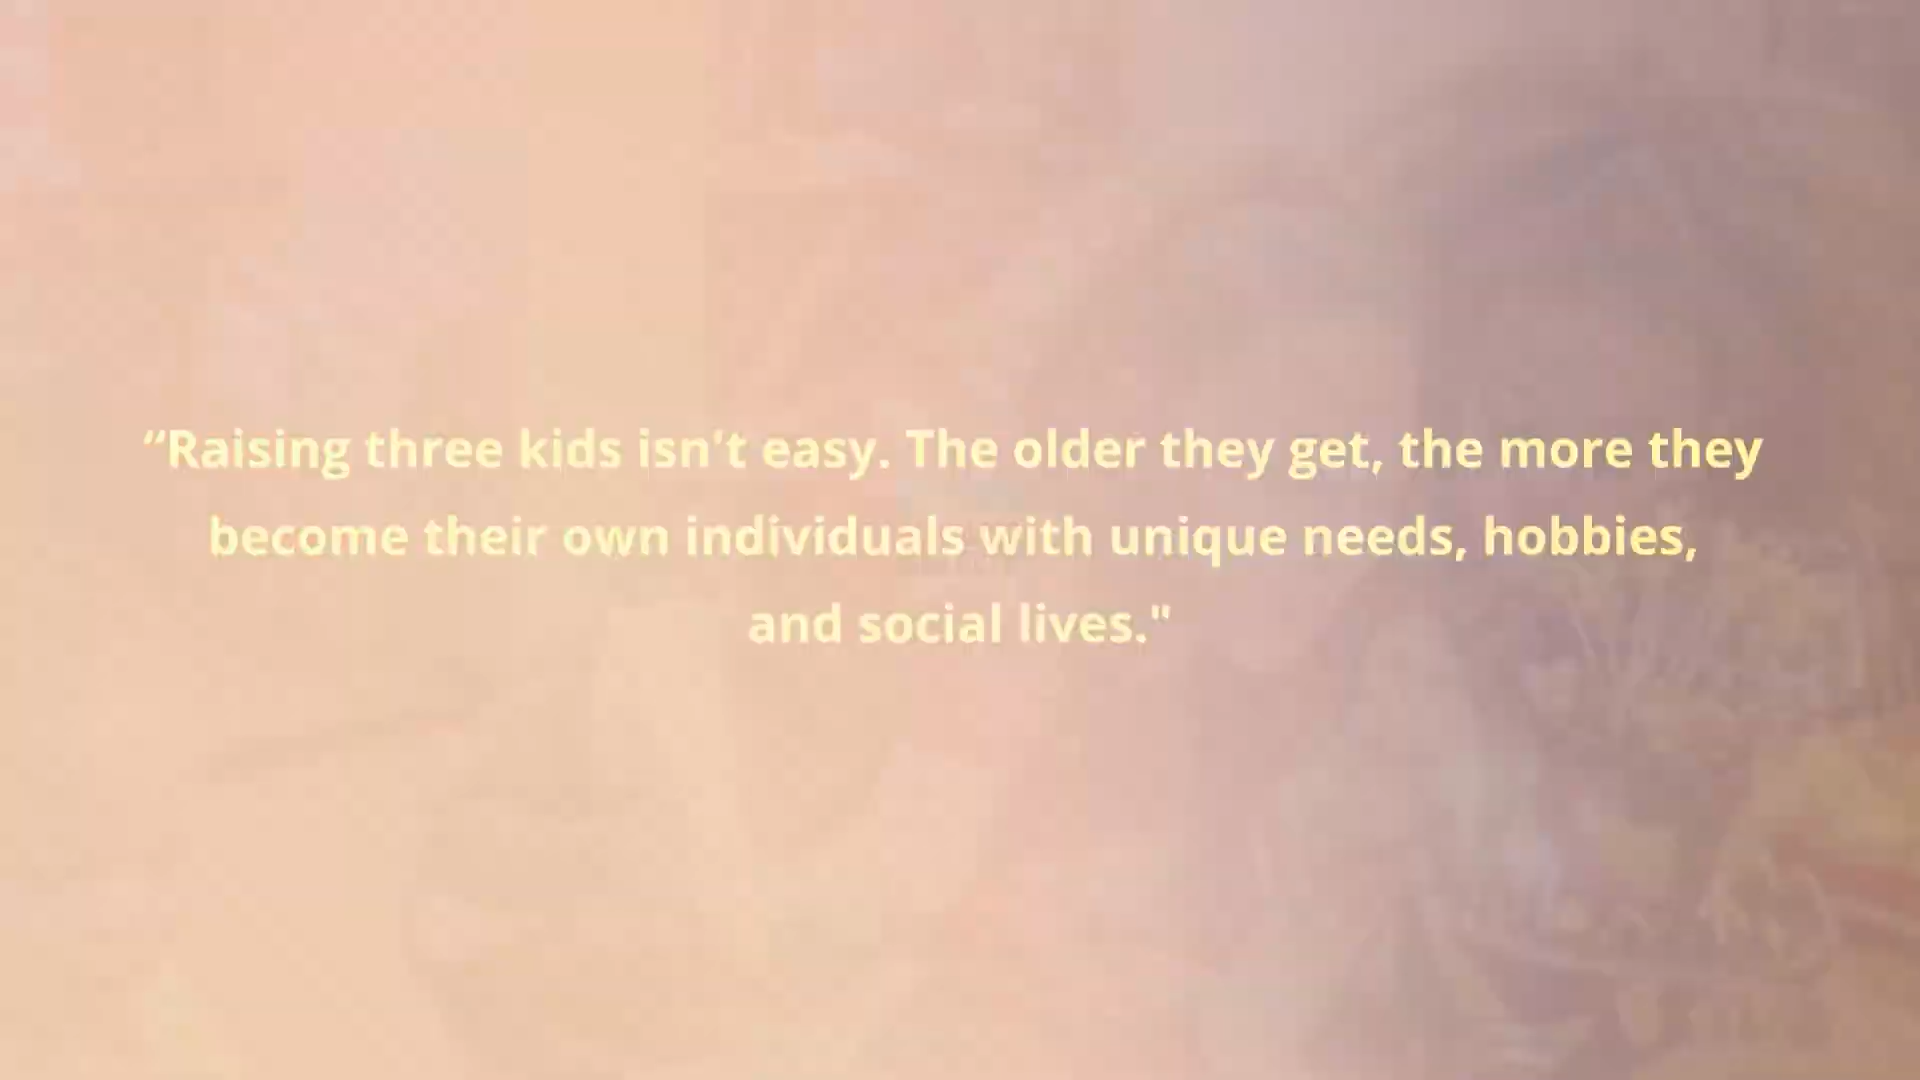 “Raising three kids isn't easy. The older they get, the more they
become their own individuals with unique needs, hobbies,
and social lives."